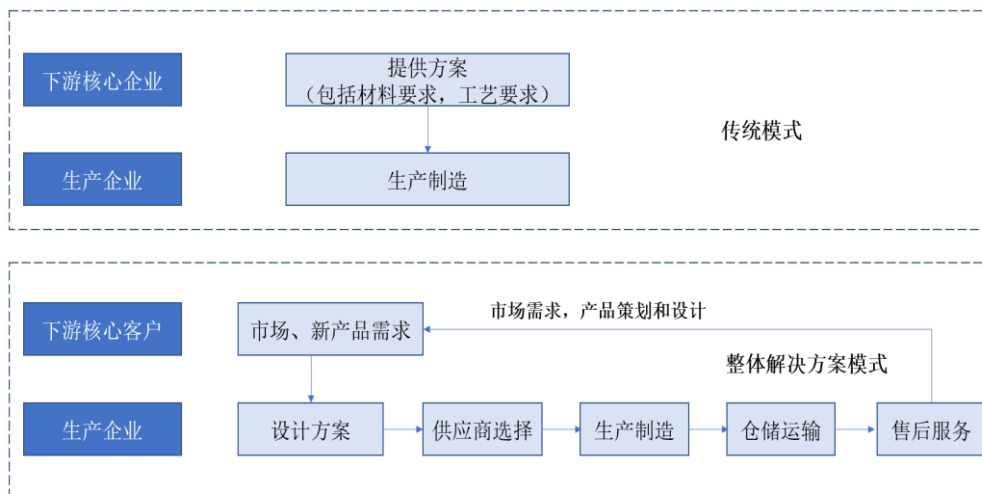 下游核心企业
提供方案
（包括材料要求，工艺要求）
传统模式
生产企业
生产制造
市场需求，产品策划和设计
下游核心客户
市场、新产品需求
整体解决方案模式
生产企业
设计方案
供应商选择
生产制造
仓储运输
售后服务